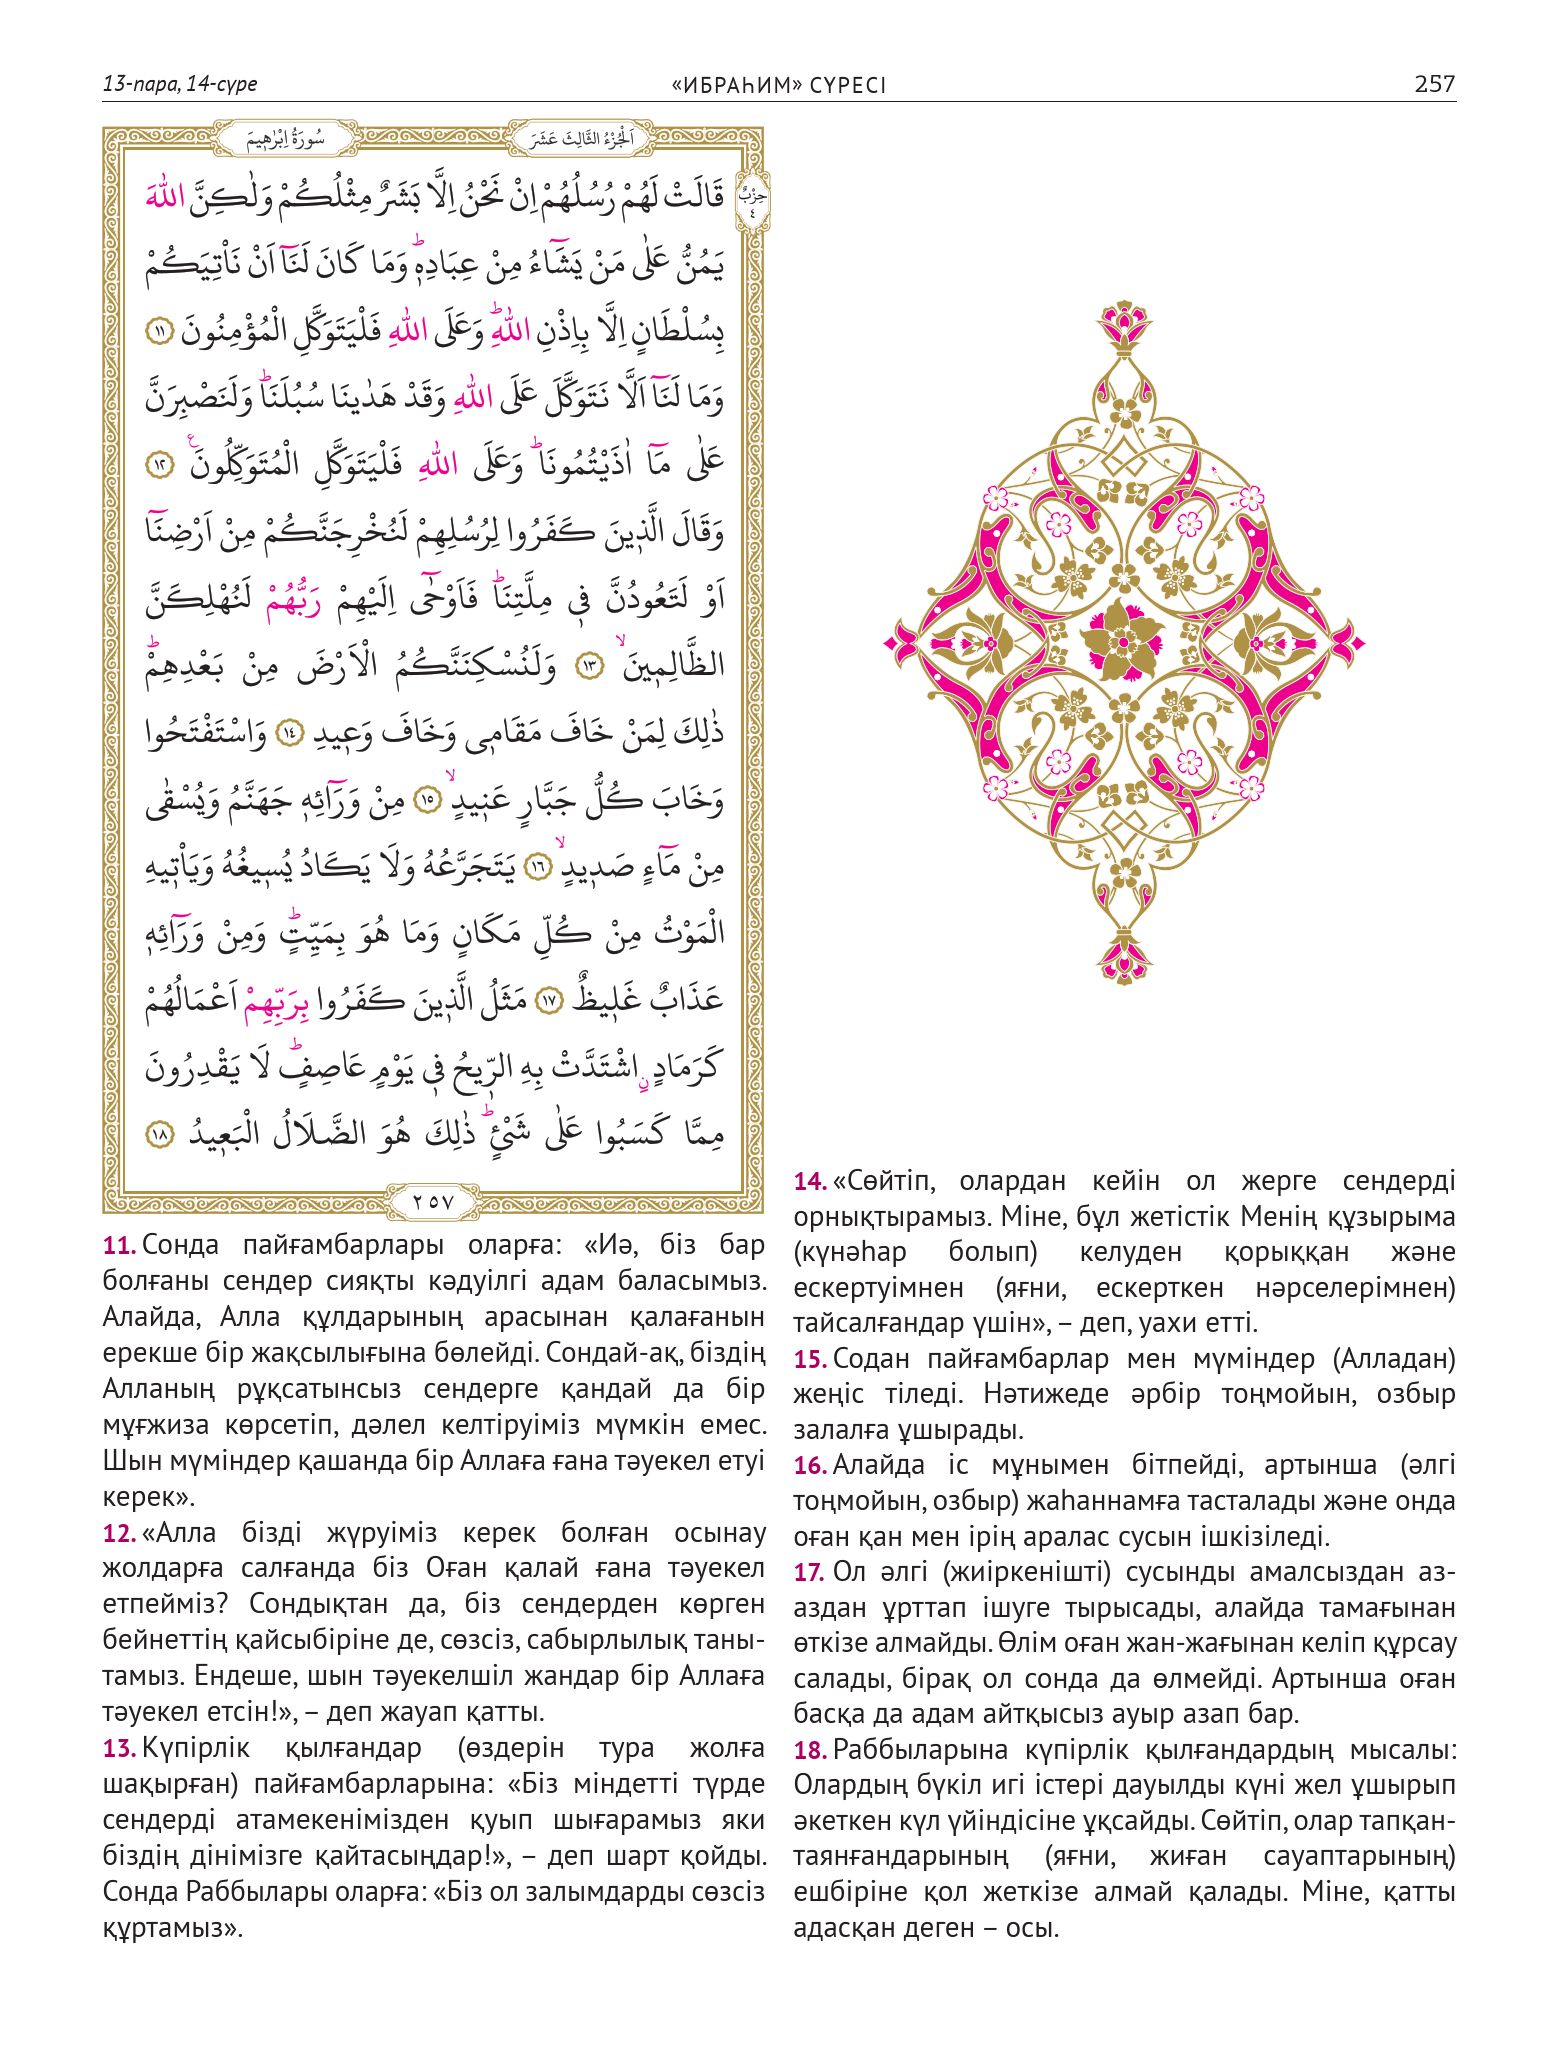 13-пара, 14-сүре
«ИБРАҺИМ» СҮРЕСІ
257
سُورَةُ اِبْرٰه۪يمَ
اَلْجُزْءُ الثَّالِثَ عَشَرَ
حِزْبٌ
٤
قَالَتْ لَهُمْ رُسُلُهُمْ اِنْ نَحْنُ اِلَّا بَشَرٌ مِثْلُكُمْ وَلٰكِنَّ اللّٰهَ
يَمُنُّ عَلٰى مَنْ يَشَٓاءُ مِنْ عِبَادِه۪ۜ وَمَا كَانَ لَنَٓا اَنْ نَأْتِيَكُمْ
بِسُلْطَانٍ اِلَّا بِاِذْنِ اللّٰهِۜ وَعَلَى اللّٰهِ فَلْيَتَوَكَّلِ الْمُؤْمِنُونَ ﴿١١﴾
وَمَا لَنَٓا اَلَّا نَتَوَكَّلَ عَلَى اللّٰهِ وَقَدْ هَدٰينَا سُبُلَنَاۜ وَلَنَصْبِرَنَّ
عَلٰى مَٓا اٰذَيْتُمُونَاۜ وَعَلَى اللّٰهِ فَلْيَتَوَكَّلِ الْمُتَوَكِّلُونَ۟ ﴿١٢﴾
وَقَالَ الَّذ۪ينَ كَفَرُوا لِرُسُلِهِمْ لَنُخْرِجَنَّكُمْ مِنْ اَرْضِنَٓا
اَوْ لَتَعُودُنَّ ف۪ي مِلَّتِنَاۜ فَاَوْحٰٓى اِلَيْهِمْ رَبُّهُمْ لَنُهْلِكَنَّ
الظَّالِم۪ينَۙ ﴿١٣﴾ وَلَنُسْكِنَنَّكُمُ الْاَرْضَ مِنْ بَعْدِهِمْۜ
ذٰلِكَ لِمَنْ خَافَ مَقَام۪ي وَخَافَ وَع۪يدِ ﴿١٤﴾ وَاسْتَفْتَحُوا
وَخَابَ كُلُّ جَبَّارٍ عَن۪يدٍۙ ﴿١٥﴾ مِنْ وَرَٓائِه۪ جَهَنَّمُ وَيُسْقٰى
مِنْ مَٓاءٍ صَد۪يدٍۙ ﴿١٦﴾ يَتَجَرَّعُهُ وَلَا يَكَادُ يُس۪يغُهُ وَيَأْت۪يهِ
الْمَوْتُ مِنْ كُلِّ مَكَانٍ وَمَا هُوَ بِمَيِّتٍۜ وَمِنْ وَرَٓائِه۪
عَذَابٌ غَل۪يظٌ ﴿١٧﴾ مَثَلُ الَّذ۪ينَ كَفَرُوا بِرَبِّهِمْ اَعْمَالُهُمْ
كَرَمَادٍۨ اشْتَدَّتْ بِهِ الرّ۪يحُ ف۪ي يَوْمٍ عَاصِفٍۜ لَا يَقْدِرُونَ
مِمَّا كَسَبُوا عَلٰى شَيْءٍۜ ذٰلِكَ هُوَ الضَّلَالُ الْبَع۪يدُ ﴿١٨﴾
٢٥٧
11. Сонда пайғамбарлары оларға: «Иә, біз бар
болғаны сендер сияқты кәдуілгі адам баласымыз.
Алайда, Алла құлдарының арасынан қалағанын
ерекше бір жақсылығына бөлейді. Сондай-ақ, біздің
Алланың рұқсатынсыз сендерге қандай да бір
мұғжиза көрсетіп, дәлел келтіруіміз мүмкін емес.
Шын мүміндер қашанда бір Аллаға ғана тәуекел етуі
керек».
12. «Алла бізді жүруіміз керек болған осынау
жолдарға салғанда біз Оған қалай ғана тәуекел
етпейміз? Сондықтан да, біз сендерден көрген
бейнеттің қайсыбіріне де, сөзсіз, сабырлылық таны-
тамыз. Ендеше, шын тәуекелшіл жандар бір Аллаға
тәуекел етсін!», – деп жауап қатты.
13. Күпірлік қылғандар (өздерін тура жолға
шақырған) пайғамбарларына: «Біз міндетті түрде
сендерді атамекенімізден қуып шығарамыз яки
біздің дінімізге қайтасыңдар!», – деп шарт қойды.
Сонда Раббылары оларға: «Біз ол залымдарды сөзсіз
құртамыз».
14. «Сөйтіп, олардан кейін ол жерге сендерді
орнықтырамыз. Міне, бұл жетістік Менің құзырыма
(күнәһар болып) келуден қорыққан және
ескертуімнен (яғни, ескерткен нәрселерімнен)
тайсалғандар үшін», – деп, уахи етті.
15. Содан пайғамбарлар мен мүміндер (Алладан)
жеңіс тіледі. Нәтижеде әрбір тоңмойын, озбыр
залалға ұшырады.
16. Алайда іс мұнымен бітпейді, артынша (әлгі
тоңмойын, озбыр) жаһаннамға тасталады және онда
оған қан мен ірің аралас сусын ішкізіледі.
17. Ол әлгі (жиіркенішті) сусынды амалсыздан аз-
аздан ұрттап ішуге тырысады, алайда тамағынан
өткізе алмайды. Өлім оған жан-жағынан келіп құрсау
салады, бірақ ол сонда да өлмейді. Артынша оған
басқа да адам айтқысыз ауыр азап бар.
18. Раббыларына күпірлік қылғандардың мысалы:
Олардың бүкіл игі істері дауылды күні жел ұшырып
әкеткен күл үйіндісіне ұқсайды. Сөйтіп, олар тапқан-
таянғандарының (яғни, жиған сауаптарының)
ешбіріне қол жеткізе алмай қалады. Міне, қатты
адасқан деген – осы.